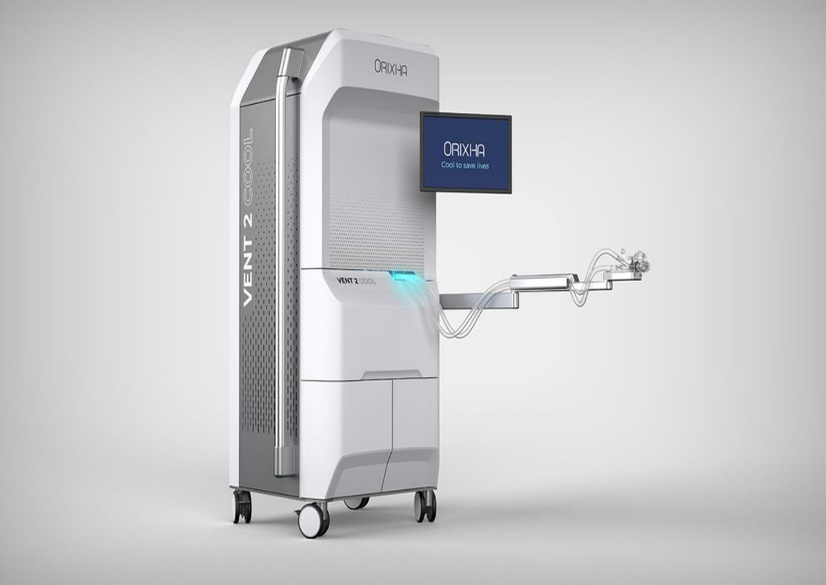 ORIXHA
ORIXHA
Cool to save lives
VENT 2 COOL
VENT 2 COOL